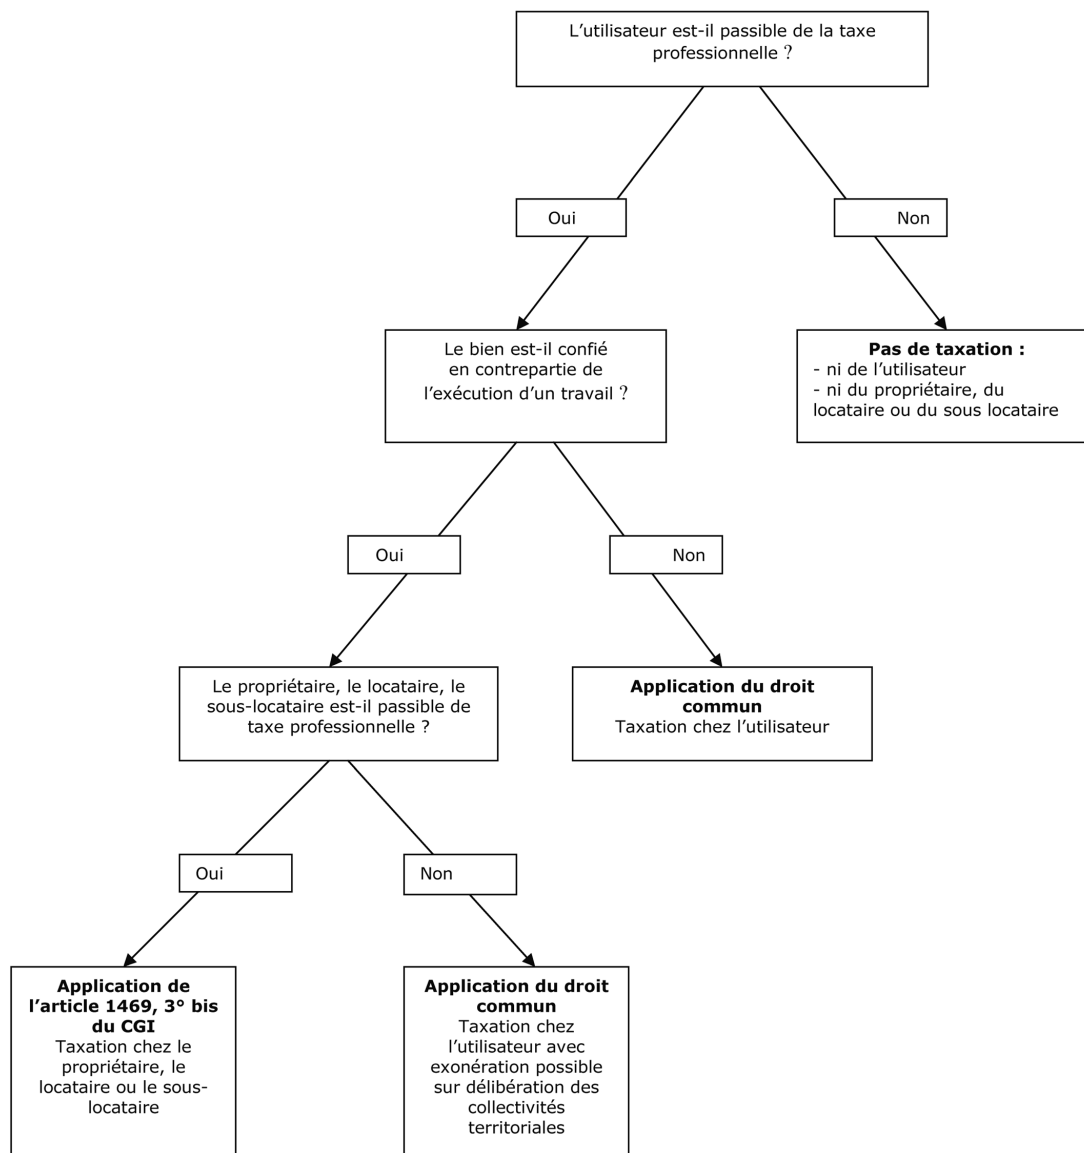 L'utilisateur est-il passible de la taxe
professionnelle ?
Oui
Non
Le bien est-il confié
en contrepartie de
l'exécution d'un travail ?
Pas de taxation :
- ni de l'utilisateur
- ni du propriétaire, du
locataire ou du sous locataire
Oui
Non
Le propriétaire, le locataire, le
sous-locataire est-il passible de
taxe professionnelle ?
Application du droit
commun
Taxation chez l'utilisateur
Oui
Non
Application de
l'article 1469, 3° bis
du CGI
Taxation chez le
propriétaire, le
locataire ou le sous-
locataire
Application du droit
commun
Taxation chez
l'utilisateur avec
exonération possible
sur délibération des
collectivités
territoriales